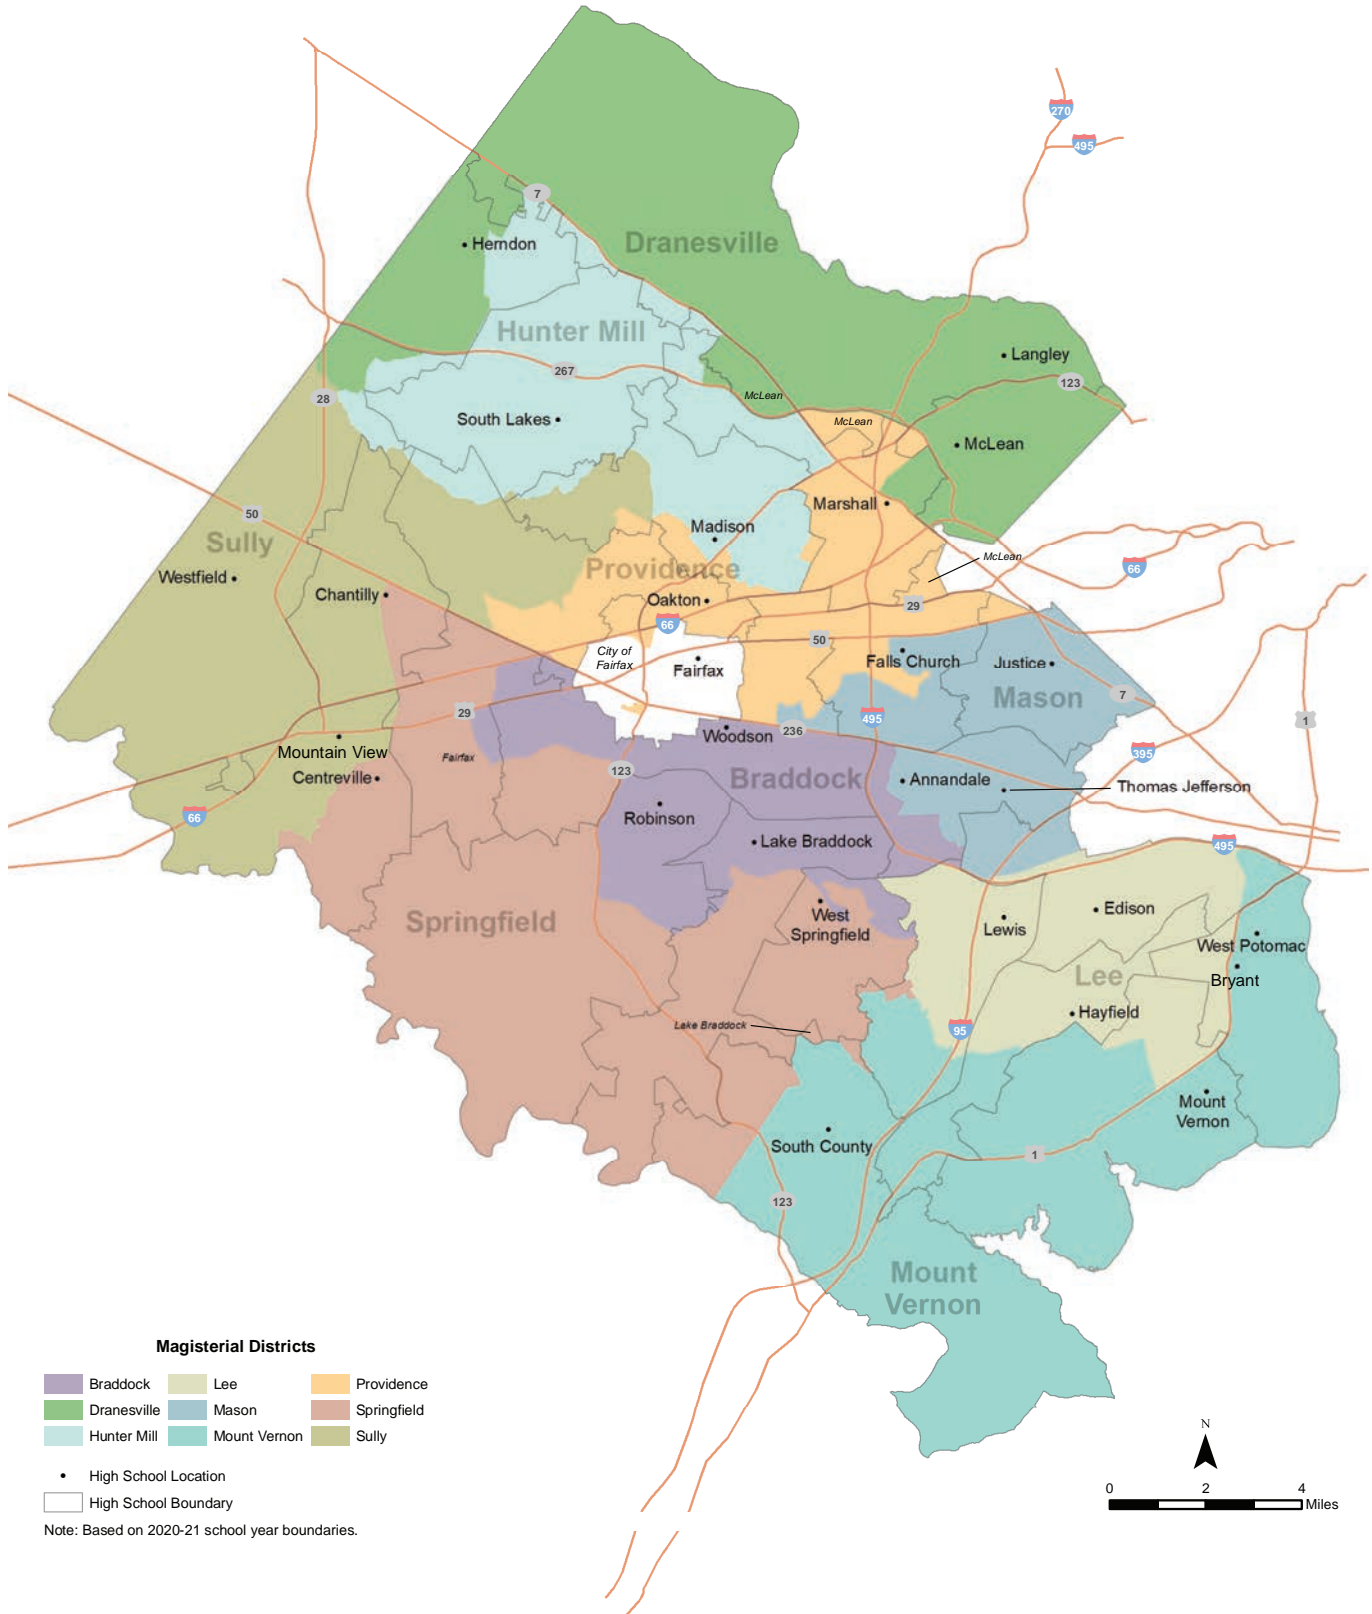 270
495
7
Herndon
Dranesville
Hunter Mill
Langley
267
123
28
McLean
McLean
South Lakes
McLean
Marshall
50
Madison
Sully
McLean
Providence
66
Westfield
Chantilly
Oakton
29
66
50
City of
Fairfax
Falls Church
Justice
Fairfax
Mason
7
29
495
1
236
Woodson
Mountain View
395
Fairfax
123
Braddock
Centreville
Annandale
Thomas Jefferson
66
Robinson
Lake Braddock
495
Springfield
West
Springfield
Edison
Lewis
West Potomac
Lee
Bryant
Hayfield
Lake Braddock
95
Mount
Vernon
South County
1
123
Mount
Vernon
Magisterial Districts
Braddock
Lee
Providence
Dranesville
Mason
Springfield
Hunter Mill
Mount Vernon
Sully
High School Location
High School Boundary
Note: Based on 2020-21 school year boundaries.
N
0 2 4
Miles